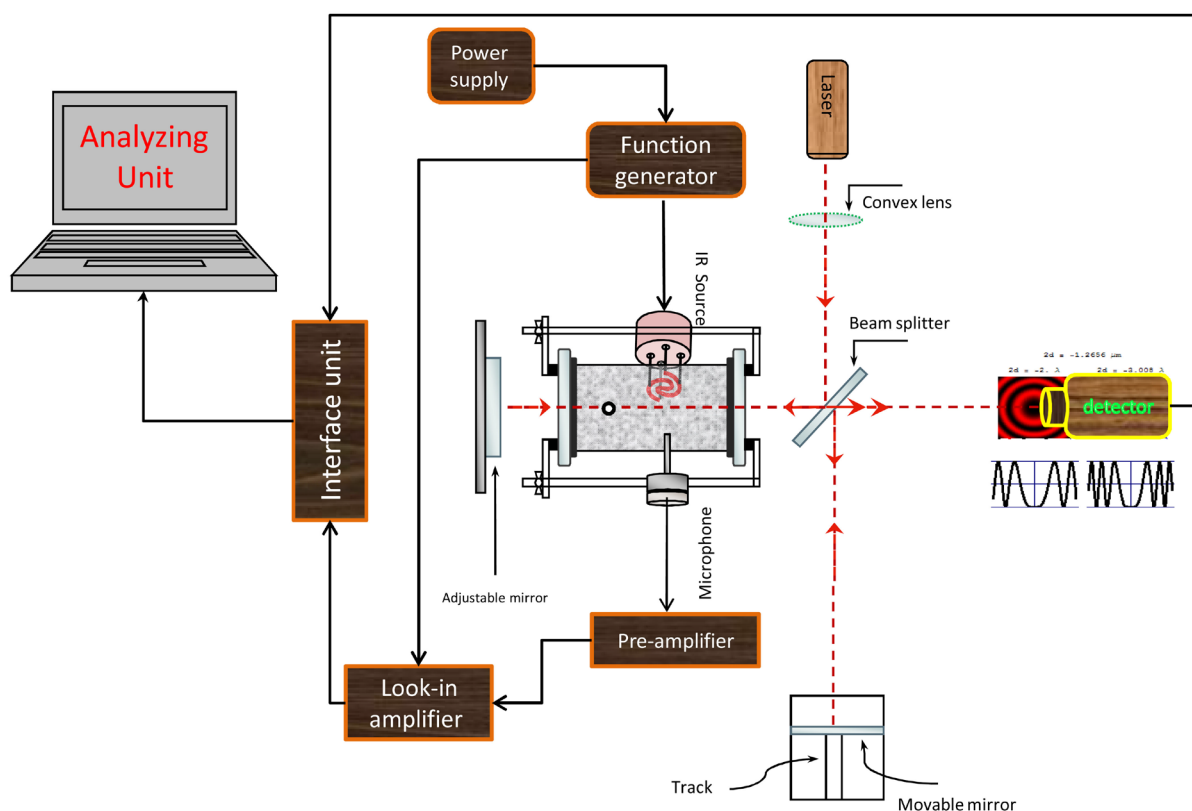 Power
supply
Laser
Analyzing
Unit
Function
generator
Convex lens
IR Source
Beam splitter
2d = -1.2656 µm
2d = -2. λ
2d = -3.008 λ
detector
Interface unit
Microphone
Adjustable mirror
Pre-amplifier
Look-in
amplifier
Track
Movable mirror